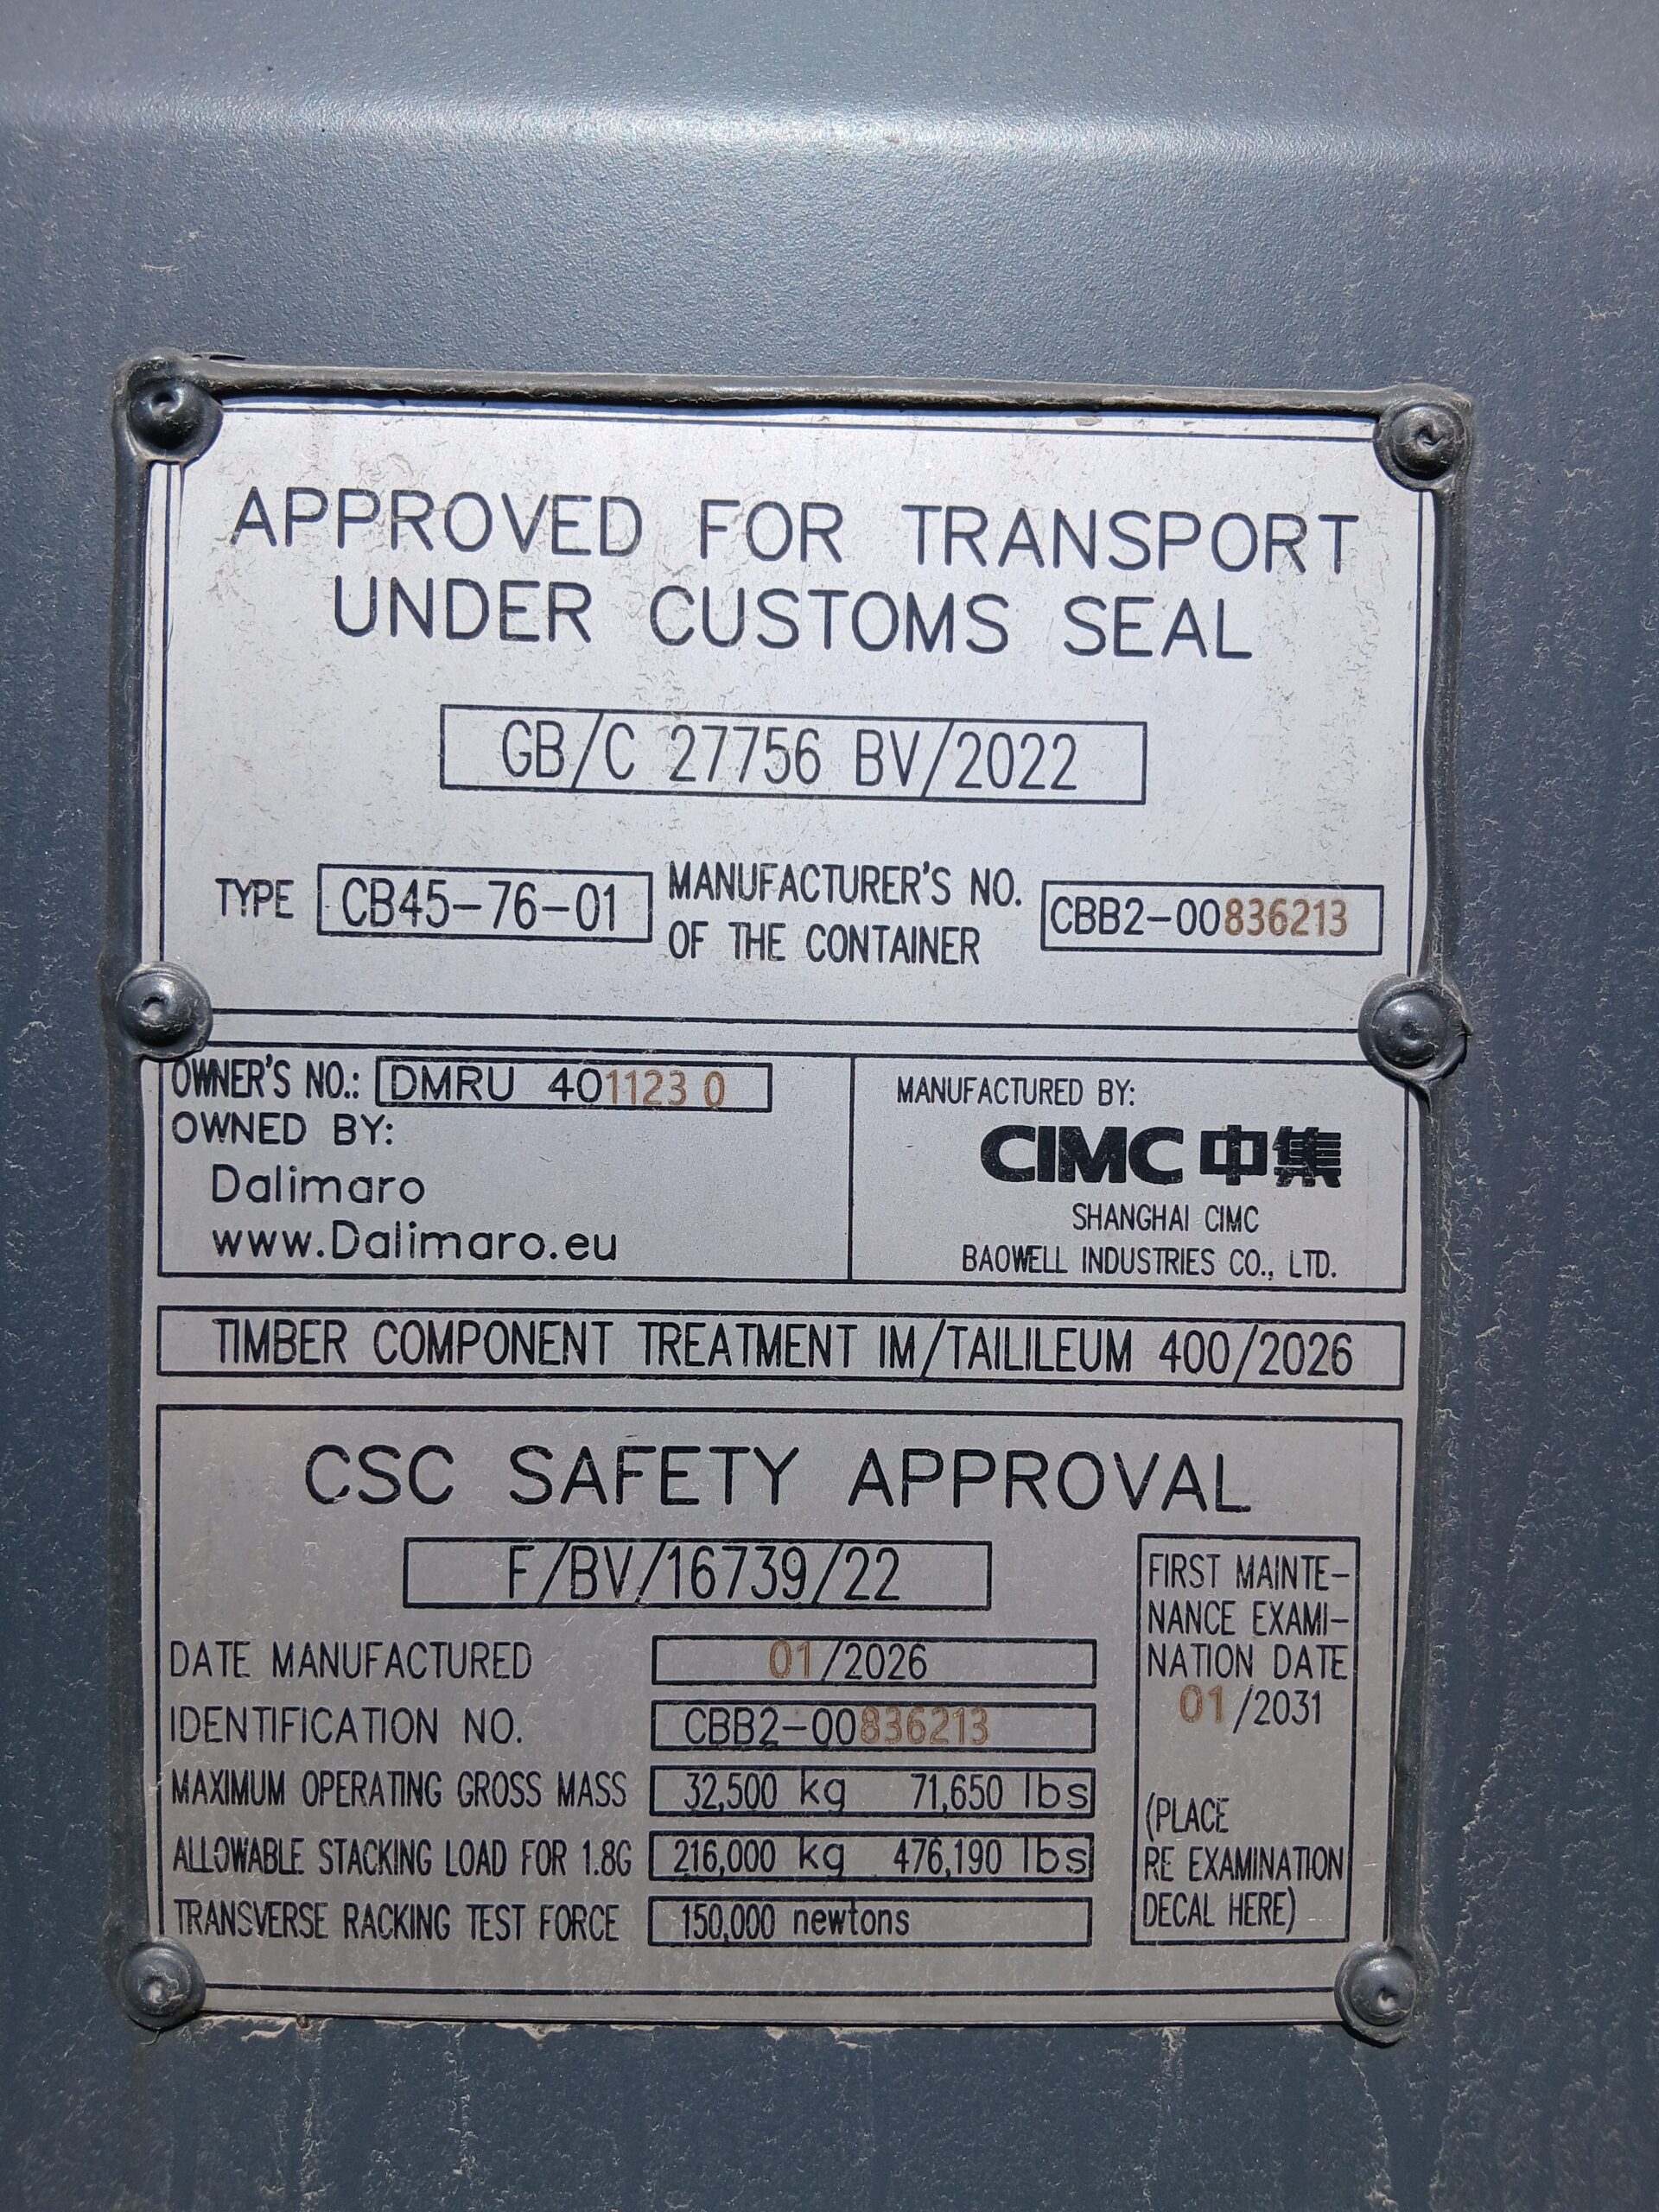 APPROVED FOR TRANSPORT
UNDER CUSTOMS SEAL
GB/C 27756 BV/2022
TYPE CB45-76-01 MANUFACTURER'S NO. OF THE CONTAINER CBB2-00836213
OWNER'S NO.: DMRU 401123 0
OWNED BY:
Dalimaro
www.Dalimaro.eu
MANUFACTURED BY:
CIMC 中集
SHANGHAI CIMC
BAOWELL INDUSTRIES CO., LTD.
TIMBER COMPONENT TREATMENT IM/TAILILEUM 400/2026
CSC SAFETY APPROVAL
F/BV/16739/22
DATE MANUFACTURED 01/2026
IDENTIFICATION NO. CBB2-00836213
MAXIMUM OPERATING GROSS MASS 32,500 kg 71,650 lbs
ALLOWABLE STACKING LOAD FOR 1.8G 216,000 kg 476,190 lbs
TRANSVERSE RACKING TEST FORCE 150,000 newtons
FIRST MAINTE-
NANCE EXAMI-
NATION DATE
01/2031
(PLACE
RE EXAMINATION
DECAL HERE)